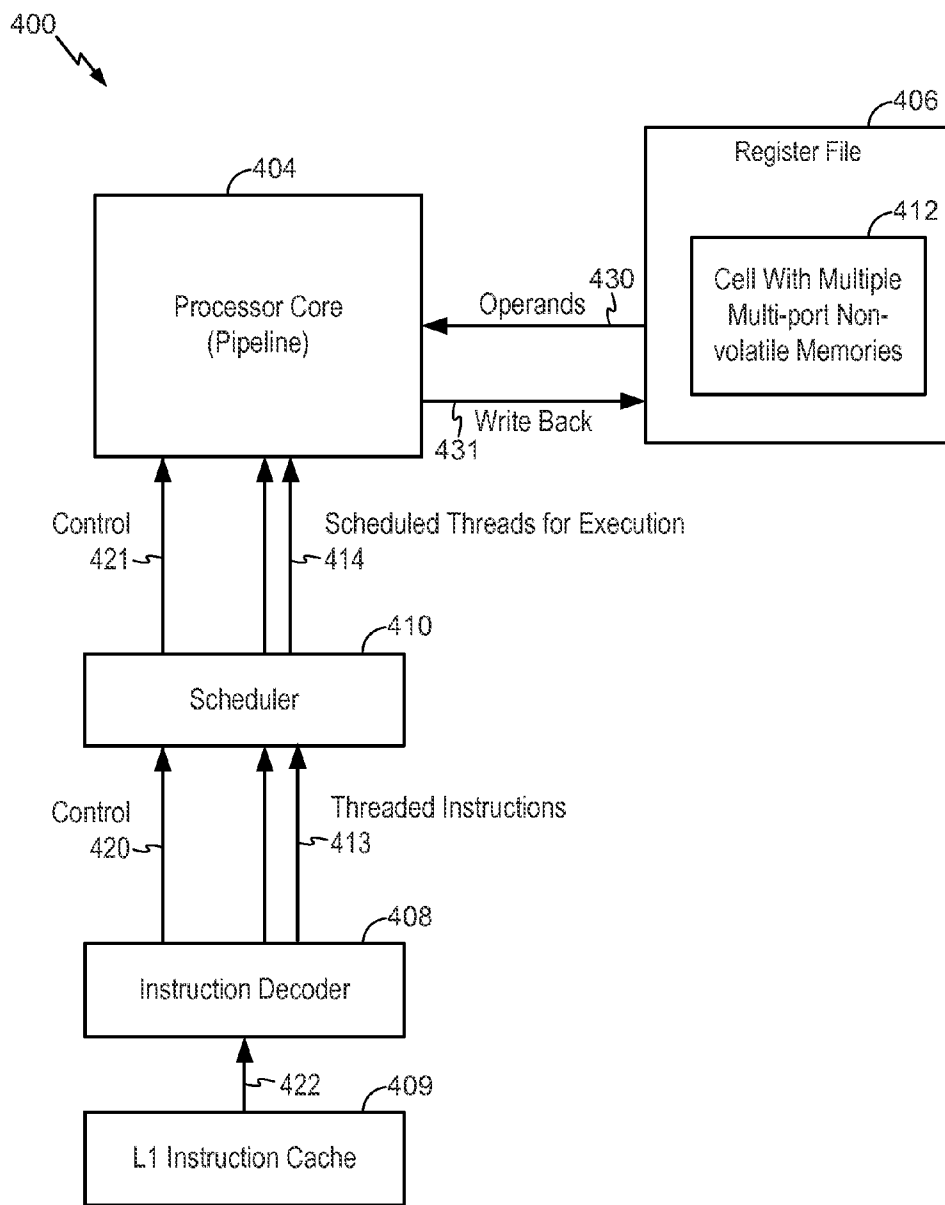 400
406
Register File
404
412
Cell With Multiple
Multi-port Non-
volatile Memories
Processor Core
(Pipeline)
Operands
430
Write Back
431
Control
421
Scheduled Threads for Execution
414
410
Scheduler
Control
420
Threaded Instructions
413
408
Instruction Decoder
422
409
L1 Instruction Cache